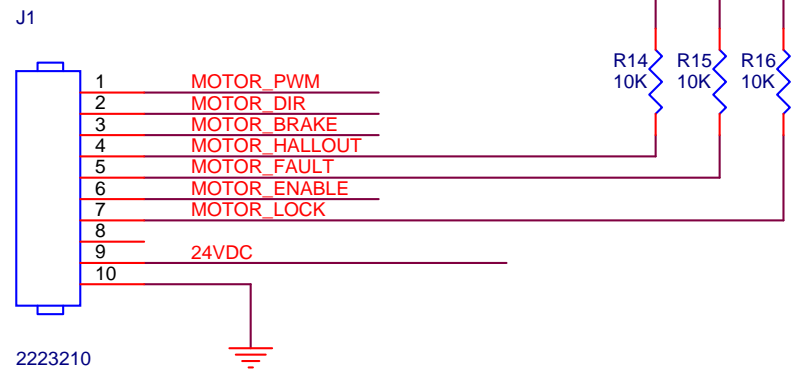 J1
R14 R15 R16
10K 10K 10K
1 MOTOR_PWM
2 MOTOR_DIR
3 MOTOR_BRAKE
4 MOTOR_HALLOUT
5 MOTOR_FAULT
6 MOTOR_ENABLE
7 MOTOR_LOCK
8
9 24VDC
10
2223210